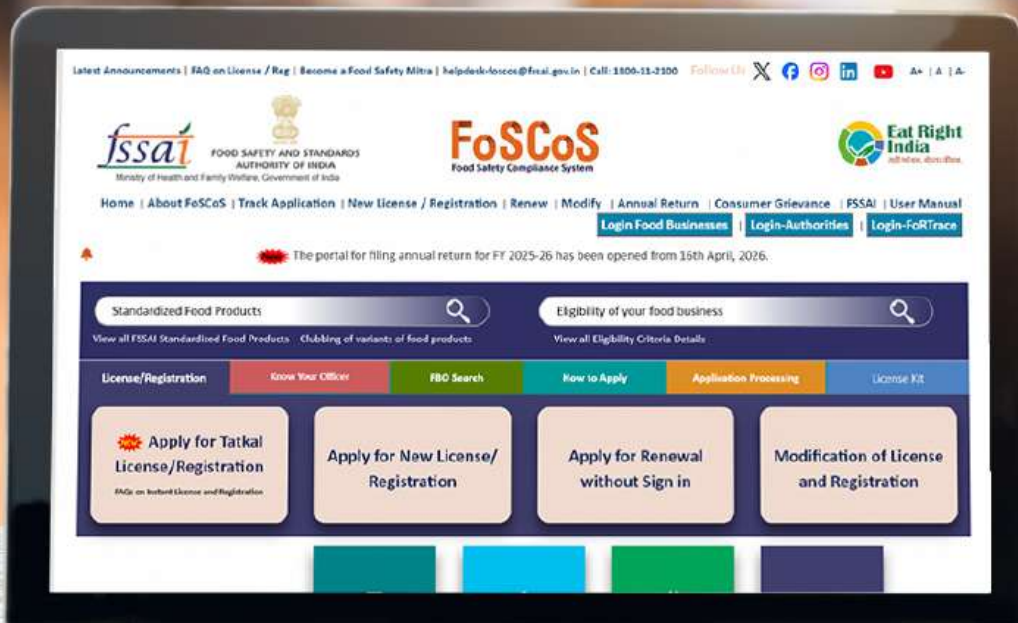 Latest Announcements | FAQ on License / Reg | Become a Food Safety Mitra | helpdesk-foscos@fssai.gov.in | Call: 1800-11-2100 Follow Us A+ | A | A-
fssai
FOOD SAFETY AND STANDARDS
AUTHORITY OF INDIA
Ministry of Health and Family Welfare, Government of India
FoSCoS
Food Safety Compliance System
Eat Right
India
Home | About FoSCoS | Track Application | New License / Registration | Renew | Modify | Annual Return | Consumer Grievance | FSSAI | User Manual
Login Food Businesses | Login-Authorities | Login-FoRTrace
The portal for filing annual return for FY 2025-26 has been opened from 16th April, 2026.
Standardized Food Products
Eligibility of your food business
View all FSSAI Standardized Food Products Clubbing of variants of food products
View all Eligibility Criteria Details
License/Registration
Know Your Officer
FBO Search
How to Apply
Application Processing
License Kit
NEW Apply for Tatkal
License/Registration
FAQs on Instant License and Registration
Apply for New License/
Registration
Apply for Renewal
without Sign in
Modification of License
and Registration